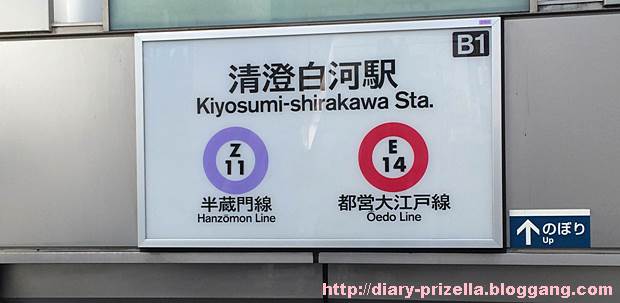 B1
清澄白河駅
Kiyosumi-shirakawa Sta.
Z
11
半蔵門線
Hanzōmon Line
E
14
都営大江戸線
Ōedo Line
のぼり
Up
http://diary-prizella.bloggang.com